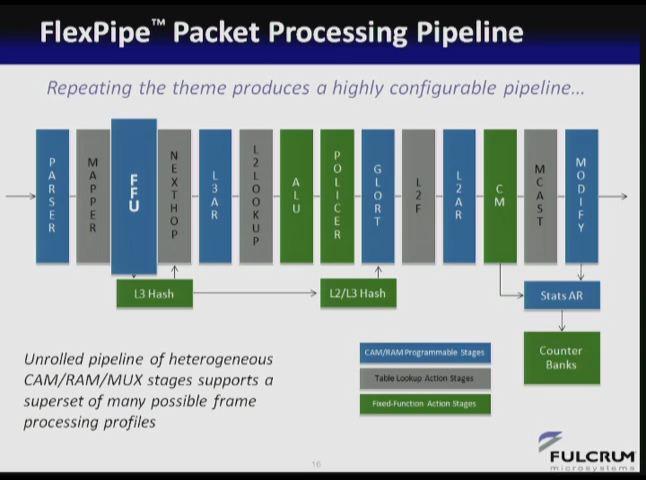 FlexPipe™ Packet Processing Pipeline
Repeating the theme produces a highly configurable pipeline...
PARSER
MAPPER
FFU
NEXTHOP
L3AR
L2LOOKUP
ALU
POLICER
GLORT
L2F
L2AR
CM
MCAST
MODIFY
L3 Hash
L2/L3 Hash
Stats AR
Counter
Banks
Unrolled pipeline of heterogeneous
CAM/RAM/MUX stages supports a
superset of many possible frame
processing profiles
CAM/RAM Programmable Stages
Table Lookup Action Stages
Fixed-Function Action Stages
16
FULCRUM
microsystems